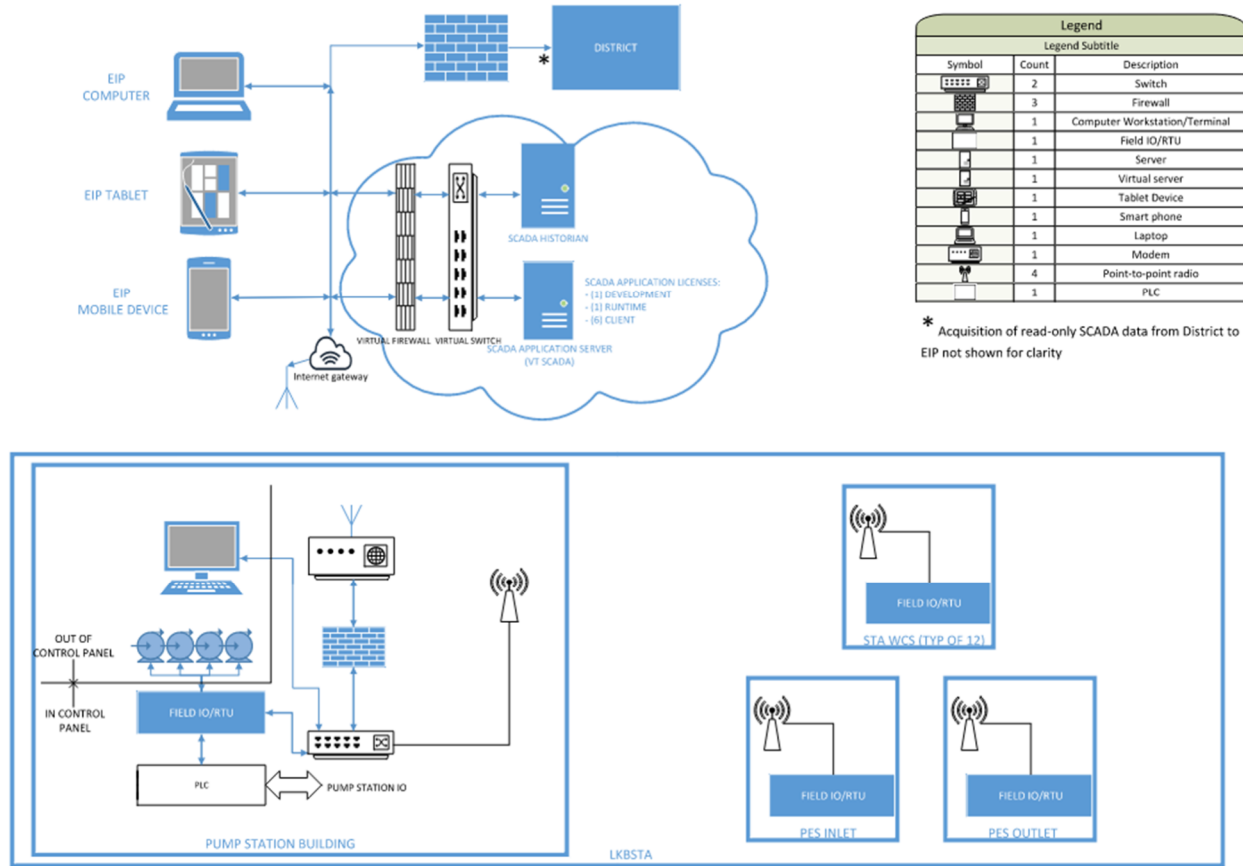 DISTRICT
*
EIP
COMPUTER
EIP TABLET
EIP
MOBILE DEVICE
SCADA HISTORIAN
SCADA APPLICATION LICENSES:
- (1) DEVELOPMENT
- (1) RUNTIME
- (6) CLIENT
VIRTUAL FIREWALL
VIRTUAL SWITCH
SCADA APPLICATION SERVER
(VT SCADA)
Internet gateway
Legend
Legend Subtitle
Symbol Count Description
2 Switch
3 Firewall
1 Computer Workstation/Terminal
1 Field IO/RTU
1 Server
1 Virtual server
1 Tablet Device
1 Smart phone
1 Laptop
1 Modem
4 Point-to-point radio
1 PLC
* Acquisition of read-only SCADA data from District to
EIP not shown for clarity
OUT OF
CONTROL PANEL
IN CONTROL
PANEL
FIELD IO/RTU
PLC
PUMP STATION IO
PUMP STATION BUILDING
FIELD IO/RTU
STA WCS (TYP OF 12)
FIELD IO/RTU
PES INLET
FIELD IO/RTU
PES OUTLET
LKBSTA